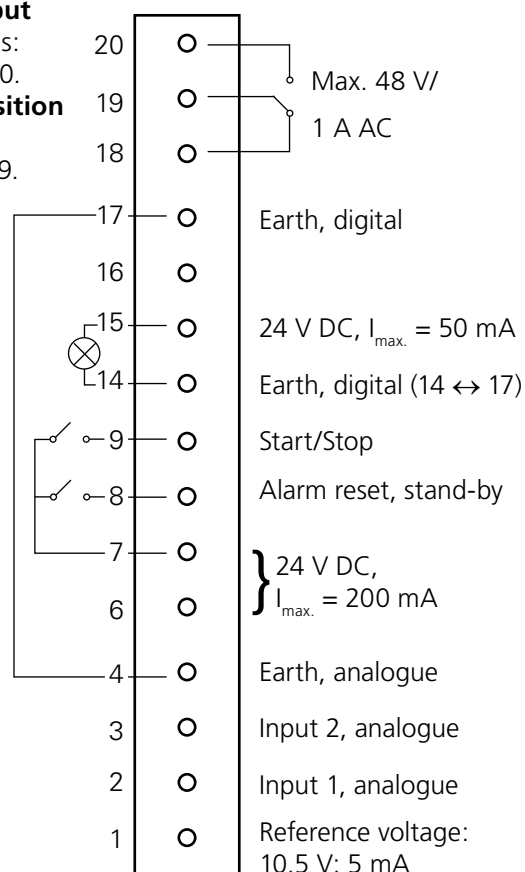 put
s:
0.
sition
9.
20
19
18
Max. 48 V/
1 A AC
17
Earth, digital
16
15
24 V DC, Imax. = 50 mA
14
Earth, digital (14 ↔ 17)
9
Start/Stop
8
Alarm reset, stand-by
7
6
24 V DC,
Imax. = 200 mA
4
Earth, analogue
3
Input 2, analogue
2
Input 1, analogue
1
Reference voltage:
10.5 V; 5 mA